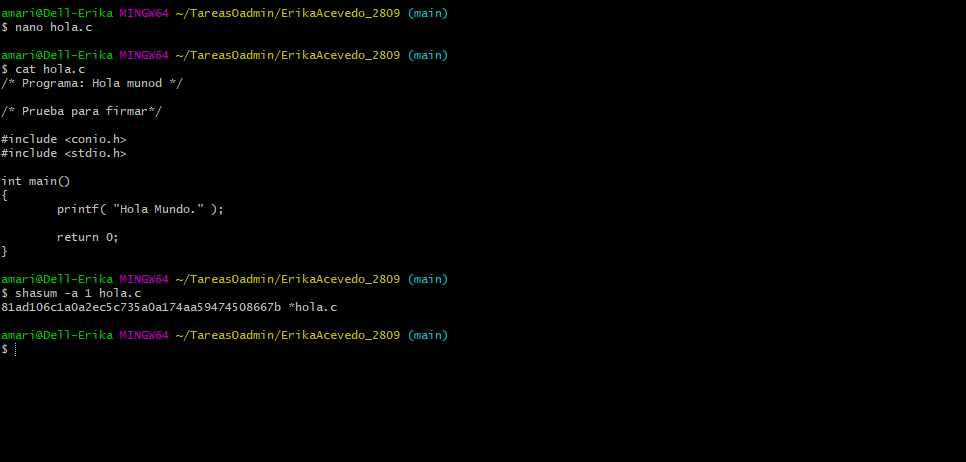 amari@Dell-Erika MINGW64 ~/TareasOadmin/ErikaAcevedo_2809 (main)
$ nano hola.c
amari@Dell-Erika MINGW64 ~/TareasOadmin/ErikaAcevedo_2809 (main)
$ cat hola.c
/* Programa: Hola munod */
/* Prueba para firmar*/
#include <conio.h>
#include <stdio.h>
int main()
{
        printf( "Hola Mundo." );
        return 0;
}
amari@Dell-Erika MINGW64 ~/TareasOadmin/ErikaAcevedo_2809 (main)
$ shasum -a 1 hola.c
81ad106c1a0a2ec5c735a0a174aa59474508667b *hola.c
amari@Dell-Erika MINGW64 ~/TareasOadmin/ErikaAcevedo_2809 (main)
$